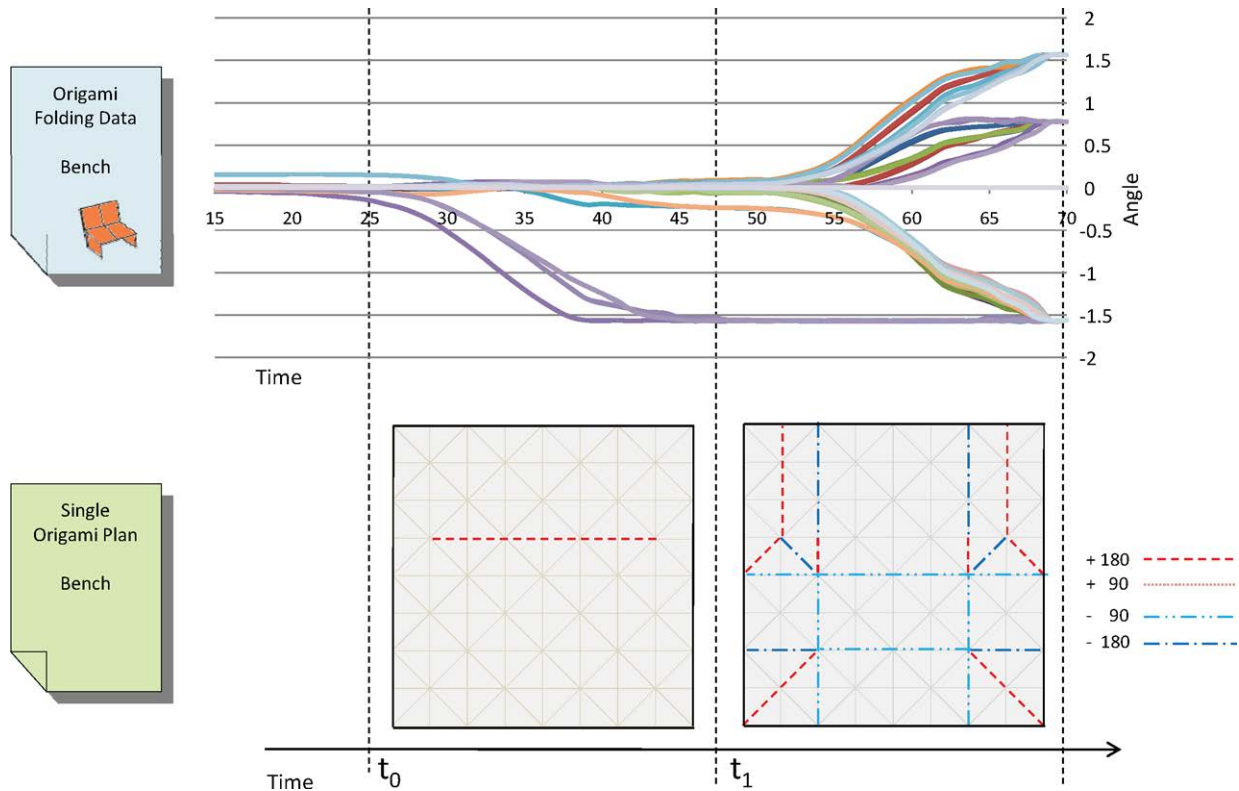 Origami
Folding Data
Bench
2
1.5
1
0.5
0
-0.5
-1
-1.5
-2
Angle
15 20 25 30 35 40 45 50 55 60 65 70
Time
Single
Origami Plan
Bench
+ 180
+ 90
- 90
- 180
Time
t0
t1